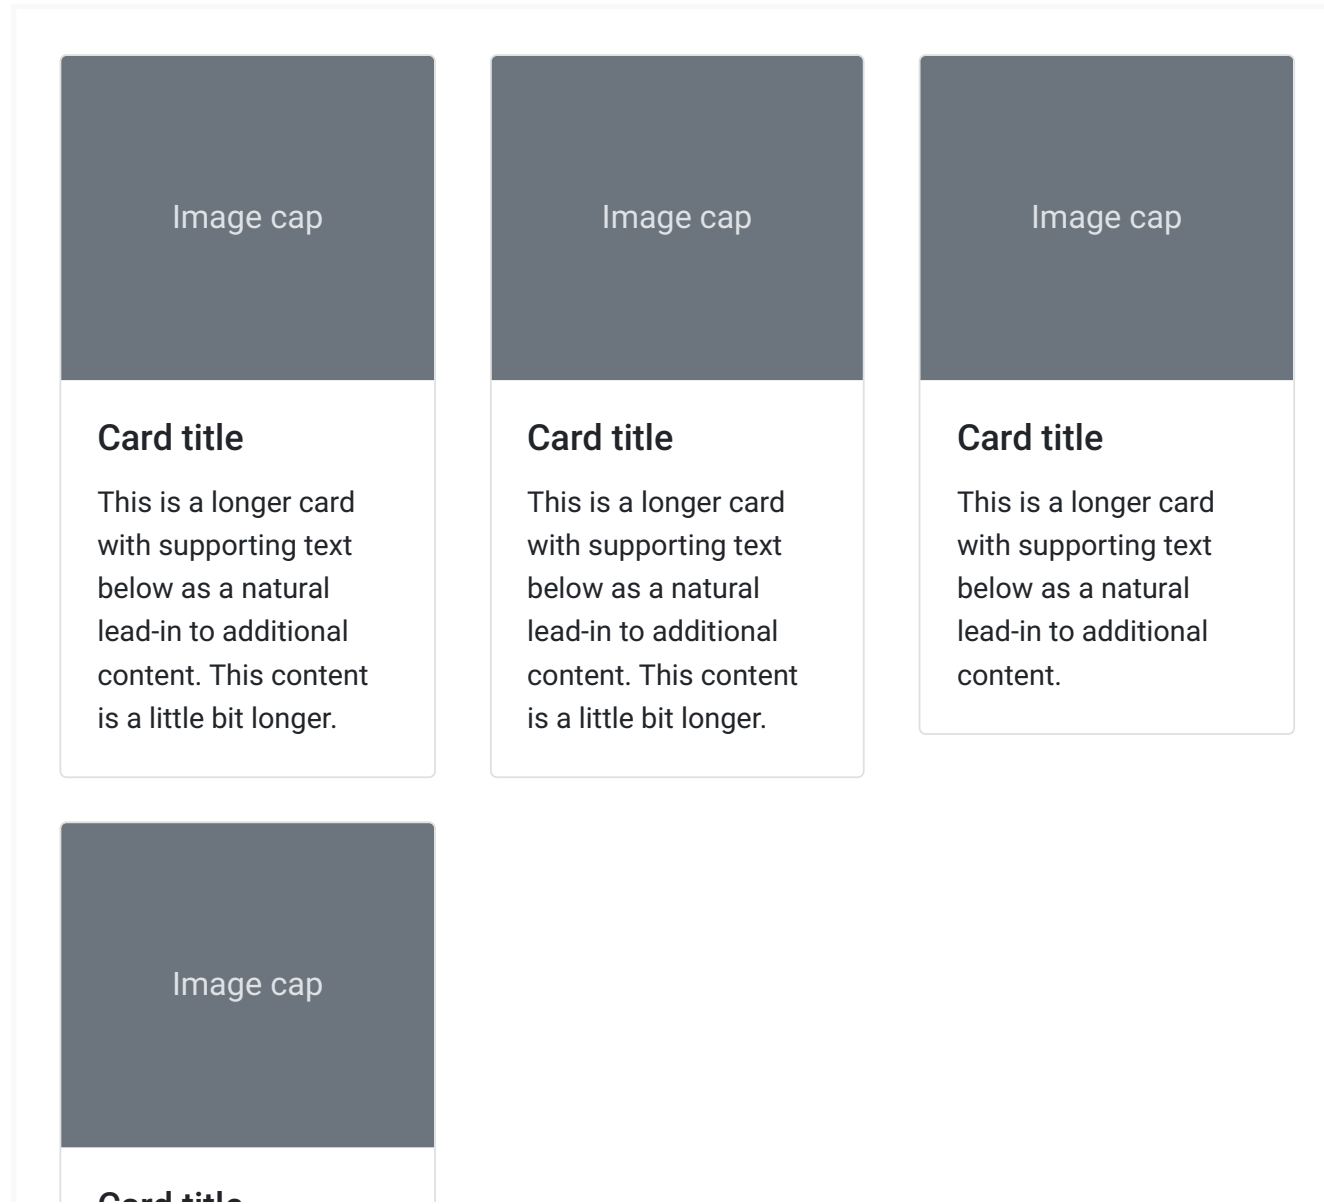 Image cap
Card title
This is a longer card
with supporting text
below as a natural
lead-in to additional
content. This content
is a little bit longer.
Image cap
Card title
This is a longer card
with supporting text
below as a natural
lead-in to additional
content. This content
is a little bit longer.
Image cap
Card title
This is a longer card
with supporting text
below as a natural
lead-in to additional
content.
Image cap
Card title